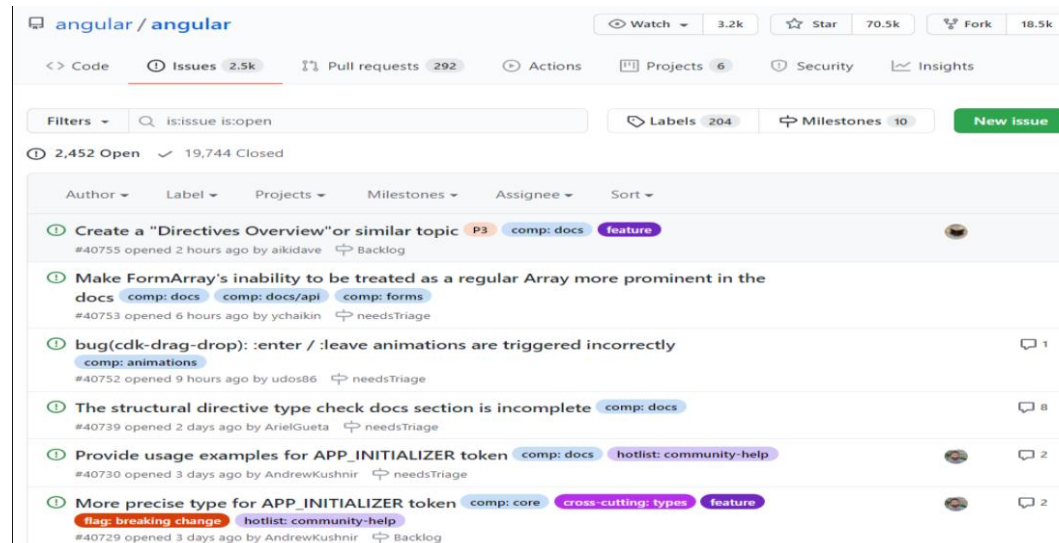 angular / angular
Watch 3.2k Star 70.5k Fork 18.5k
<> Code Issues 2.5k Pull requests 292 Actions Projects 6 Security Insights
Filters is:issue is:open Labels 204 Milestones 10 New issue
2,452 Open 19,744 Closed
Author Label Projects Milestones Assignee Sort
Create a "Directives Overview"or similar topic P3 comp: docs feature
#40755 opened 2 hours ago by aikidave Backlog
Make FormArray's inability to be treated as a regular Array more prominent in the
docs comp: docs comp: docs/api comp: forms
#40753 opened 6 hours ago by ychaikin needsTriage
bug(cdk-drag-drop): :enter / :leave animations are triggered incorrectly 1
comp: animations
#40752 opened 9 hours ago by udos86 needsTriage
The structural directive type check docs section is incomplete comp: docs 8
#40739 opened 2 days ago by ArielGueta needsTriage
Provide usage examples for APP_INITIALIZER token comp: docs hotlist: community-help 2
#40730 opened 3 days ago by AndrewKushnir needsTriage
More precise type for APP_INITIALIZER token comp: core cross-cutting: types feature 2
flag: breaking change hotlist: community-help
#40729 opened 3 days ago by AndrewKushnir Backlog